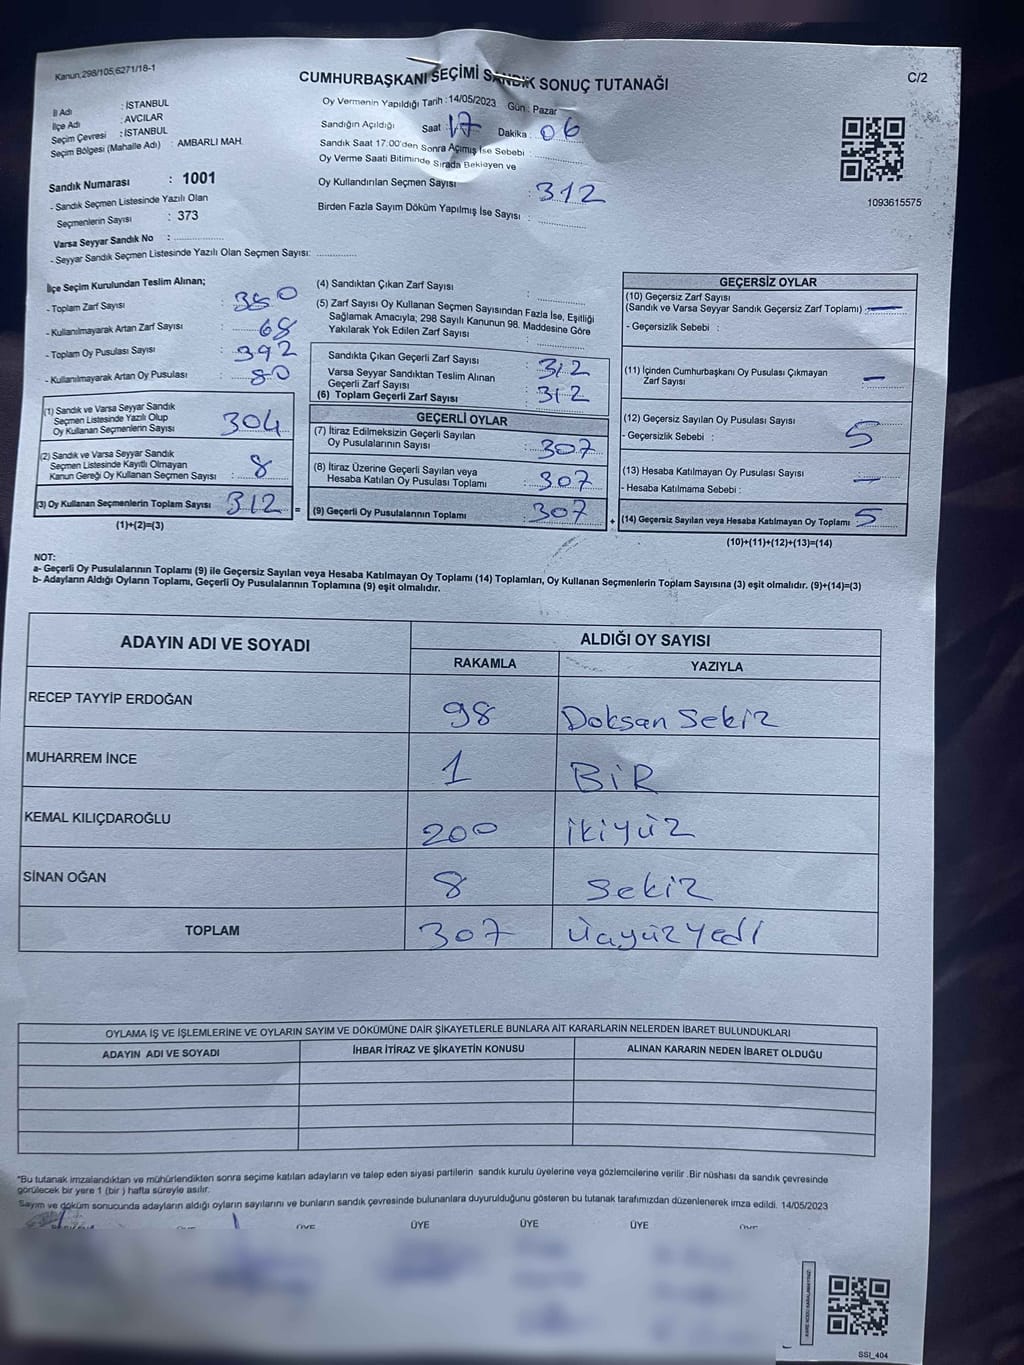 Kanun,298/105,6271/18-1
CUMHURBAŞKANI SEÇİMİ SANDIK SONUÇ TUTANAĞI
C/2
İl Adı : İSTANBUL
İlçe Adı : AVCILAR
Seçim Çevresi : İSTANBUL
Seçim Bölgesi (Mahalle Adı) : AMBARLI MAH.
Sandık Numarası : 1001
- Sandık Seçmen Listesinde Yazılı Olan
Seçmenlerin Sayısı : 373
Varsa Seyyar Sandık No :
- Seyyar Sandık Seçmen Listesinde Yazılı Olan Seçmen Sayısı:
Oy Vermenin Yapıldığı Tarih :14/05/2023 Gün : Pazar
Sandığın Açıldığı Saat : 17 Dakika : 06
Sandık Saat 17:00'den Sonra Açımış İse Sebebi :
Oy Verme Saati Bitiminde Sırada Bekleyen ve
Oy Kullandırılan Seçmen Sayısı : 312
Birden Fazla Sayım Döküm Yapılmış İse Sayısı :
1093615575
İlçe Seçim Kurulundan Teslim Alınan;
- Toplam Zarf Sayısı : 380
- Kullanılmayarak Artan Zarf Sayısı : 68
- Toplam Oy Pusulası Sayısı : 392
- Kullanılmayarak Artan Oy Pusulası : 80
(1) Sandık ve Varsa Seyyar Sandık
Seçmen Listesinde Yazılı Olup
Oy Kullanan Seçmenlerin Sayısı : 304
(2) Sandık ve Varsa Seyyar Sandık
Seçmen Listesinde Kayıtlı Olmayan
Kanun Gereği Oy Kullanan Seçmen Sayısı : 8
(3) Oy Kullanan Seçmenlerin Toplam Sayısı : 312 =
(1)+(2)=(3)
(4) Sandıktan Çıkan Zarf Sayısı :
(5) Zarf Sayısı Oy Kullanan Seçmen Sayısından Fazla İse, Eşitliği
Sağlamak Amacıyla; 298 Sayılı Kanunun 98. Maddesine Göre
Yakılarak Yok Edilen Zarf Sayısı :
Sandıkta Çıkan Geçerli Zarf Sayısı : 312
Varsa Seyyar Sandıktan Teslim Alınan
Geçerli Zarf Sayısı :
(6) Toplam Geçerli Zarf Sayısı : 312
GEÇERLİ OYLAR
(7) İtiraz Edilmeksizin Geçerli Sayılan
Oy Pusulalarının Sayısı : 307
(8) İtiraz Üzerine Geçerli Sayılan veya
Hesaba Katılan Oy Pusulası Toplamı : 307
(9) Geçerli Oy Pusulalarının Toplamı : 307 +
GEÇERSİZ OYLAR
(10) Geçersiz Zarf Sayısı
(Sandık ve Varsa Seyyar Sandık Geçersiz Zarf Toplamı) : —
- Geçersizlik Sebebi :
(11) İçinden Cumhurbaşkanı Oy Pusulası Çıkmayan
Zarf Sayısı : —
(12) Geçersiz Sayılan Oy Pusulası Sayısı : 5
- Geçersizlik Sebebi :
(13) Hesaba Katılmayan Oy Pusulası Sayısı : —
- Hesaba Katılmama Sebebi :
(14) Geçersiz Sayılan veya Hesaba Katılmayan Oy Toplamı : 5
(10)+(11)+(12)+(13)=(14)
NOT:
a- Geçerli Oy Pusulalarının Toplamı (9) ile Geçersiz Sayılan veya Hesaba Katılmayan Oy Toplamı (14) Toplamları, Oy Kullanan Seçmenlerin Toplam Sayısına (3) eşit olmalıdır. (9)+(14)=(3)
b- Adayların Aldığı Oyların Toplamı, Geçerli Oy Pusulalarının Toplamına (9) eşit olmalıdır.
ADAYIN ADI VE SOYADI ALDIĞI OY SAYISI
RAKAMLA YAZIYLA
RECEP TAYYİP ERDOĞAN 98 Doksan Sekiz
MUHARREM İNCE 1 BİR
KEMAL KILIÇDAROĞLU 200 ikiyüz
SİNAN OĞAN 8 sekiz
TOPLAM 307 üçyüzyedi
OYLAMA İŞ VE İŞLEMLERİNE VE OYLARIN SAYIM VE DÖKÜMÜNE DAİR ŞİKAYETLERLE BUNLARA AİT KARARLARIN NELERDEN İBARET BULUNDUKLARI
ADAYIN ADI VE SOYADI İHBAR İTİRAZ VE ŞİKAYETİN KONUSU ALINAN KARARIN NEDEN İBARET OLDUĞU
"Bu tutanak imzalandıktan ve mühürlendikten sonra seçime katılan adayların ve talep eden siyasi partilerin sandık kurulu üyelerine veya gözlemcilerine verilir .Bir nüshası da sandık çevresinde
görülecek bir yere 1 (bir ) hafta süreyle asılır.
Sayım ve döküm sonucunda adayların aldığı oyların sayılarını ve bunların sandık çevresinde bulunanlara duyurulduğunu gösteren bu tutanak tarafımızdan düzenlenerek imza edildi. 14/05/2023
ÜYE ÜYE ÜYE ÜYE ÜYE
SSI_404